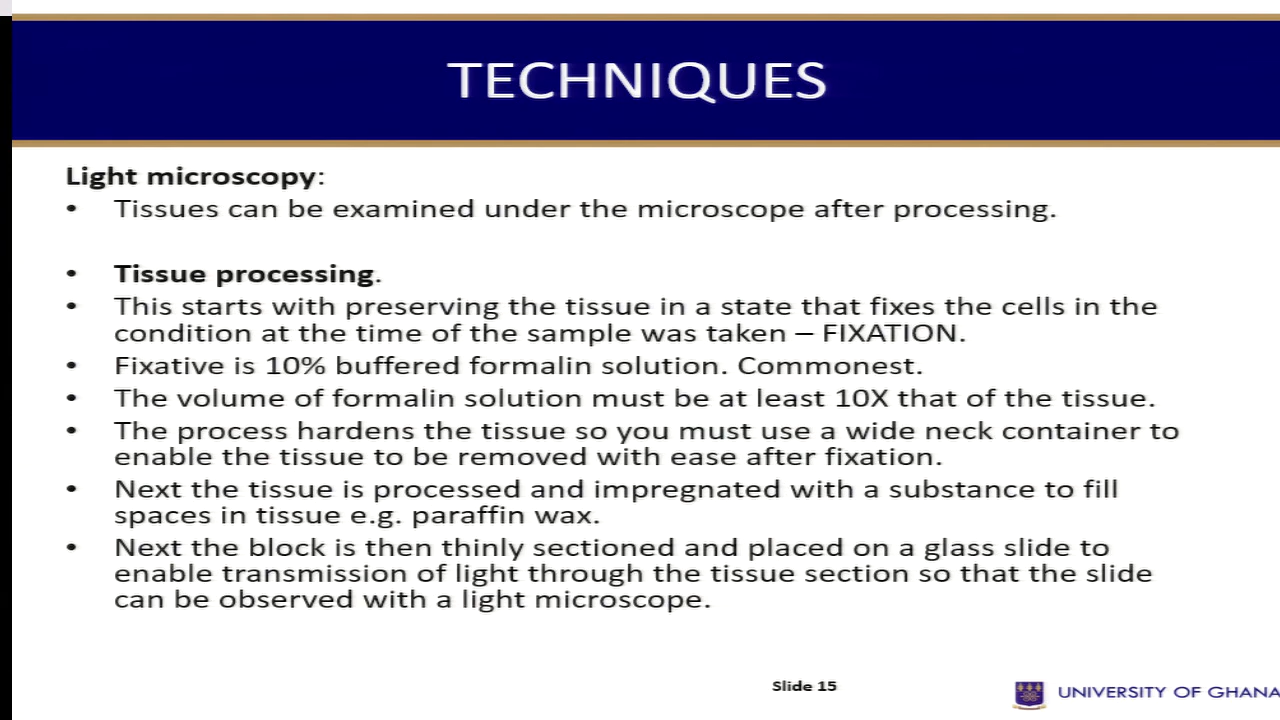 TECHNIQUES
Light microscopy:
• Tissues can be examined under the microscope after processing.
• Tissue processing.
• This starts with preserving the tissue in a state that fixes the cells in the
condition at the time of the sample was taken – FIXATION.
• Fixative is 10% buffered formalin solution. Commonest.
• The volume of formalin solution must be at least 10X that of the tissue.
• The process hardens the tissue so you must use a wide neck container to
enable the tissue to be removed with ease after fixation.
• Next the tissue is processed and impregnated with a substance to fill
spaces in tissue e.g. paraffin wax.
• Next the block is then thinly sectioned and placed on a glass slide to
enable transmission of light through the tissue section so that the slide
can be observed with a light microscope.
Slide 15
UNIVERSITY OF GHANA